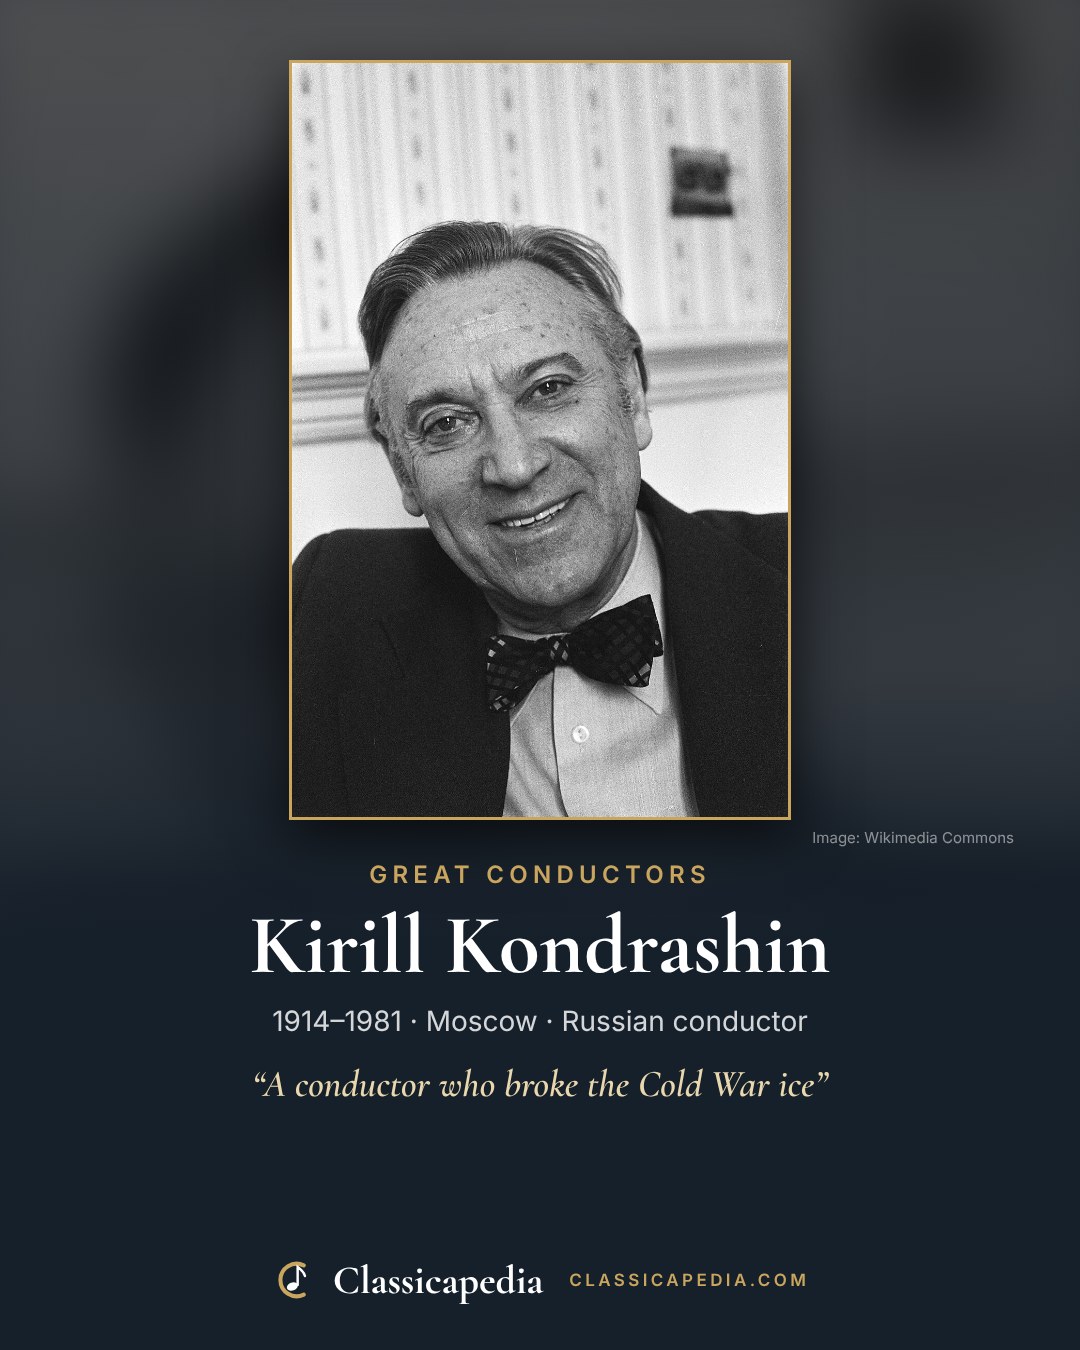 Image: Wikimedia Commons
GREAT CONDUCTORS
Kirill Kondrashin
1914–1981 · Moscow · Russian conductor
“A conductor who broke the Cold War ice”
Classicapedia CLASSICAPEDIA.COM